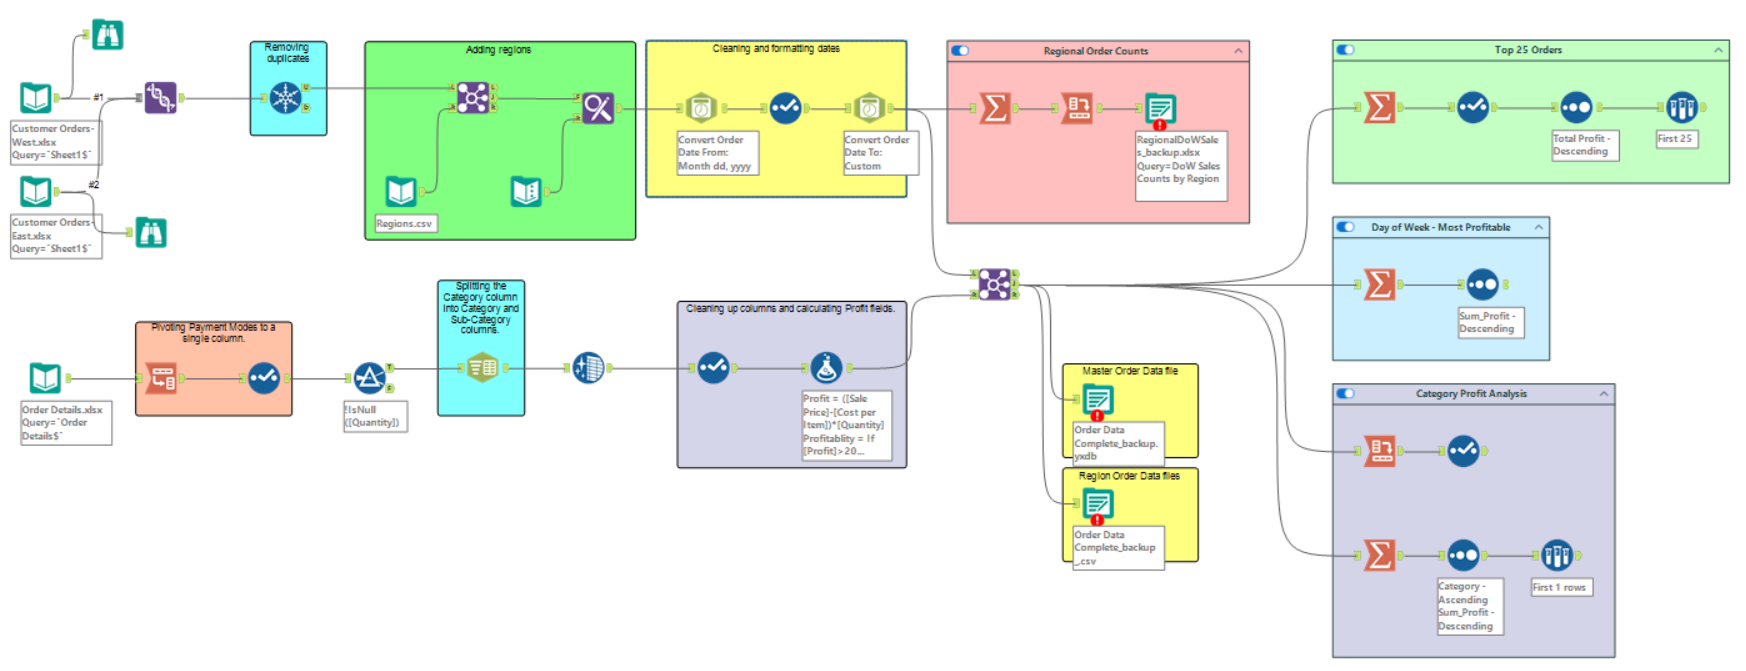 #1
Customer Orders-
West.xlsx
Query=`Sheet1$`
#2
Customer Orders-
East.xlsx
Query=`Sheet1$`
Removing
duplicates
Adding regions
Regions.csv
Cleaning and formatting dates
Convert Order
Date From:
Month dd, yyyy
Convert Order
Date To:
Custom
Regional Order Counts
RegionalDoWSale
s_backup.xlsx
Query=DoW Sales
Counts by Region
Top 25 Orders
Total Profit -
Descending
First 25
Day of Week - Most Profitable
Sum_Profit -
Descending
Order Details.xlsx
Query=`Order
Details$`
Pivoting Payment Modes to a
single column.
!IsNull
([Quantity])
Splitting the
Category column
into Category and
Sub-Category
columns.
Cleaning up columns and calculating Profit fields.
Profit = ([Sale
Price]-[Cost per
Item])*[Quantity]
Profitablity = If
[Profit]>20...
Master Order Data file
Order Data
Complete_backup.
yxdb
Region Order Data files
Order Data
Complete_backup
_.csv
Category Profit Analysis
Category -
Ascending
Sum_Profit -
Descending
First 1 rows